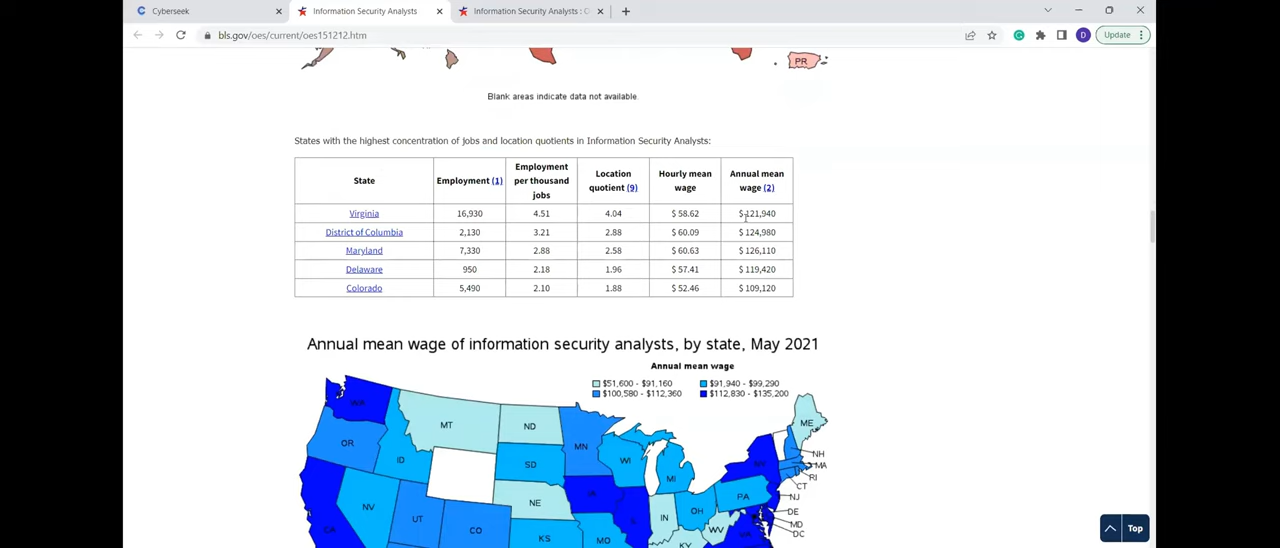 Cyberseek
Information Security Analysts
Information Security Analysts : O
bls.gov/oes/current/oes151212.htm
D
Update
PR
Blank areas indicate data not available.
States with the highest concentration of jobs and location quotients in Information Security Analysts:
State Employment (1) Employment per thousand jobs Location quotient (9) Hourly mean wage Annual mean wage (2)
Virginia 16,930 4.51 4.04 $ 58.62 $ 121,940
District of Columbia 2,130 3.21 2.88 $ 60.09 $ 124,980
Maryland 7,330 2.88 2.58 $ 60.63 $ 126,110
Delaware 950 2.18 1.96 $ 57.41 $ 119,420
Colorado 5,490 2.10 1.88 $ 52.46 $ 109,120
Annual mean wage of information security analysts, by state, May 2021
Annual mean wage
$51,600 - $91,160 $91,940 - $99,290
$100,580 - $112,360 $112,830 - $135,200
WA MT ND ME
OR MN NH
ID SD WI NY MA
MI RI
CT
NV NE IA PA NJ
UT CO IL IN OH DE
CA WV MD
KS MO KY VA DC
Top